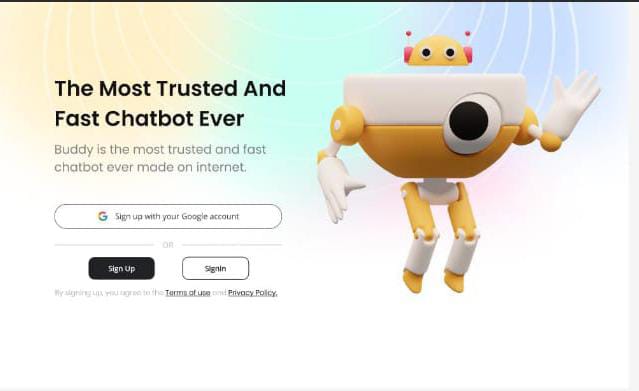 The Most Trusted And
Fast Chatbot Ever
Buddy is the most trusted and fast
chatbot ever made on internet.
Sign up with your Google account
OR
Sign Up
SignIn
By signing up, you agree to the Terms of use and Privacy Policy.